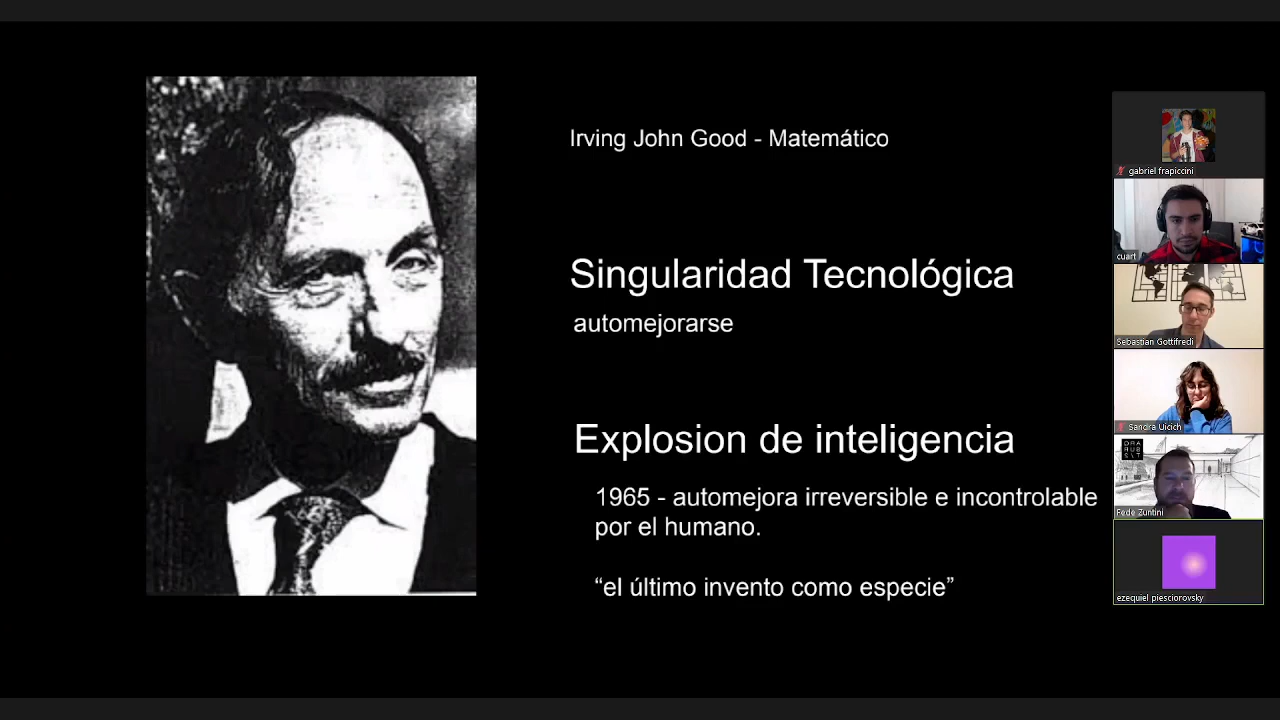 Irving John Good - Matemático
Singularidad Tecnológica
automejorarse
Explosion de inteligencia
1965 - automejora irreversible e incontrolable
por el humano.
“el último invento como especie”
gabriel frapiccini
cuart
Sebastian Gottifredi
Sandra Uicich
Fede Zuntini
ezequiel piesciorovsky